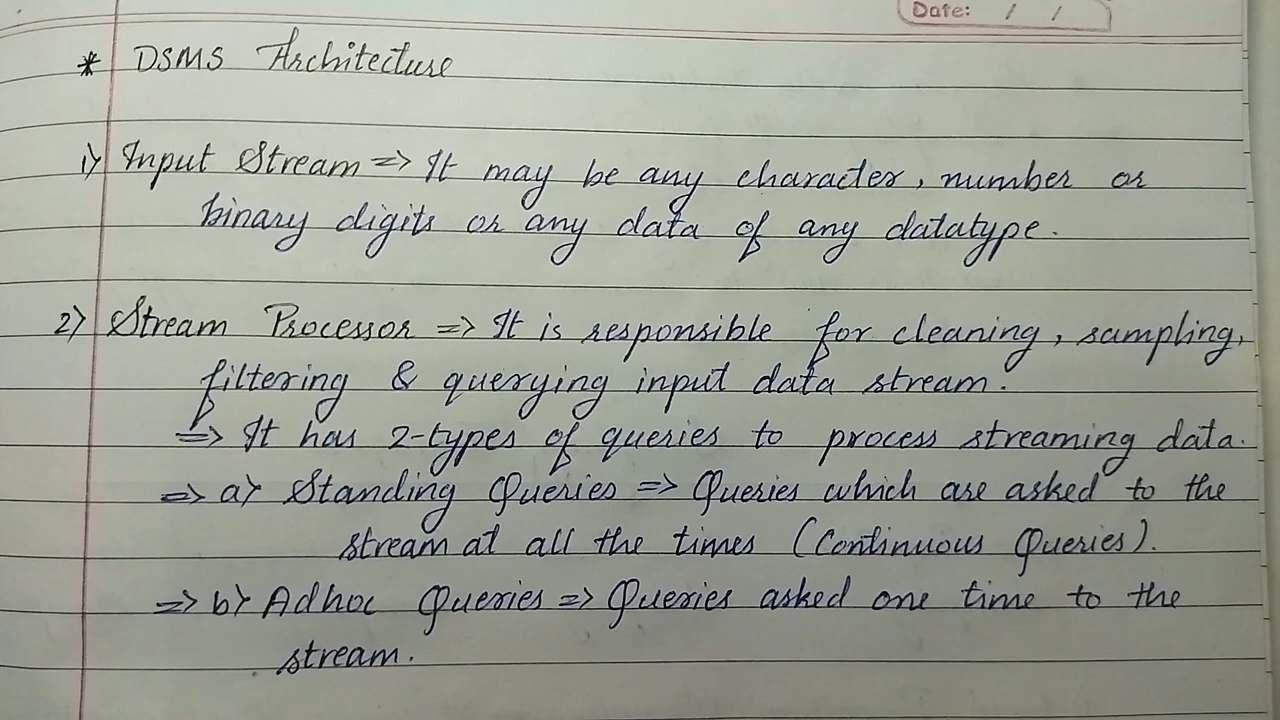 Date: / /
* DSMS Architecture
1) Input Stream => It may be any character, number or
binary digits or any data of any datatype.
2) Stream Processor => It is responsible for cleaning, sampling,
filtering & querying input data stream.
=> It has 2-types of queries to process streaming data.
=> a) Standing Queries => Queries which are asked to the
stream at all the times (Continuous Queries).
=> b) Adhoc Queries => Queries asked one time to the
stream.